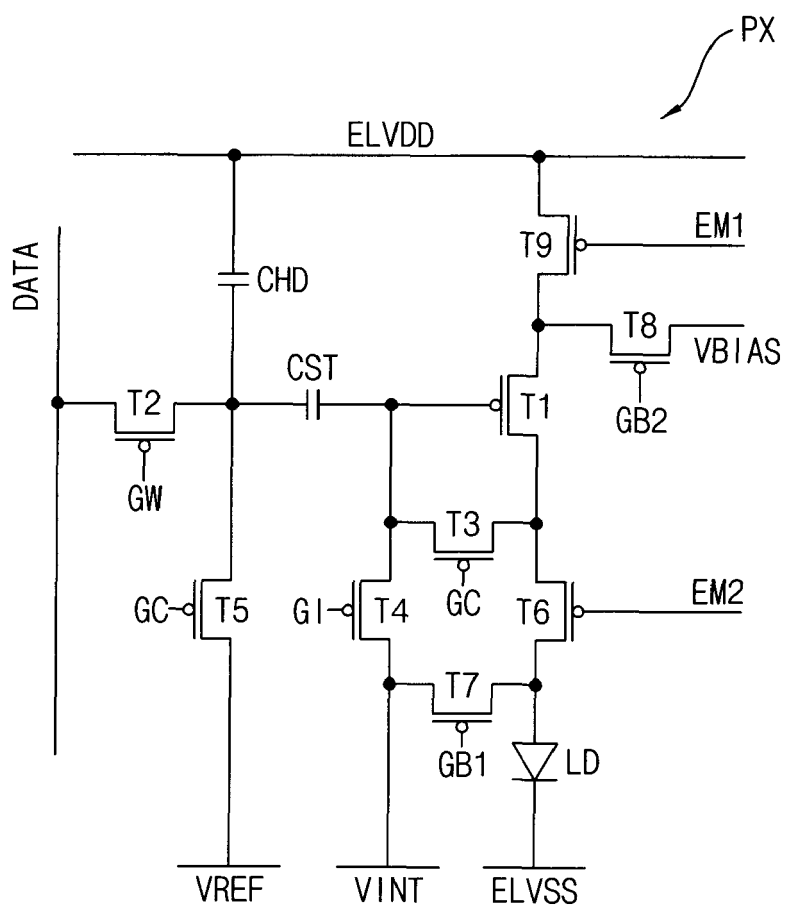 PX
ELVDD
EM1
T9
DATA
CHD
T8
VBIAS
CST
T2
T1
GB2
GW
T3
GC
T5
GI
T4
GC
T6
EM2
T7
GB1
LD
VREF
VINT
ELVSS